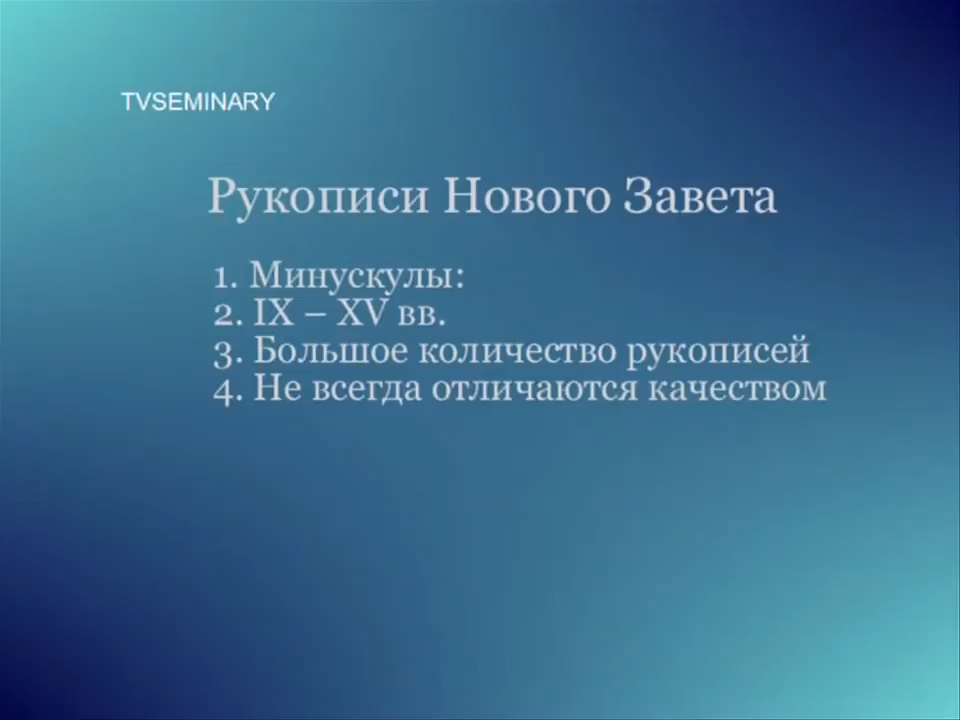 TVSEMINARY
Рукописи Нового Завета
1. Минускулы:
2. IX – XV вв.
3. Большое количество рукописей
4. Не всегда отличаются качеством